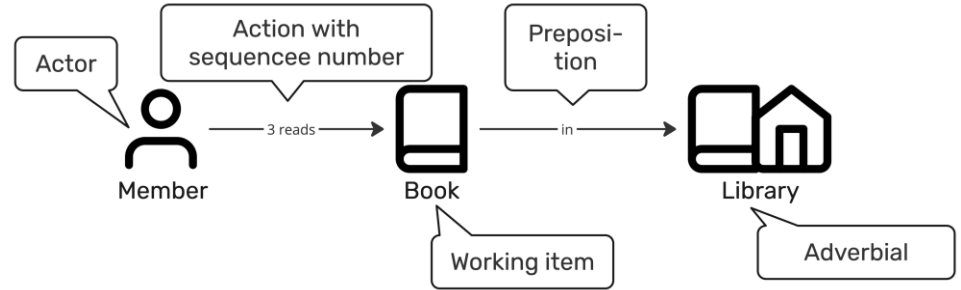 Actor
Action with
sequencee number
Preposi-
tion
3 reads
in
Member
Book
Library
Working item
Adverbial